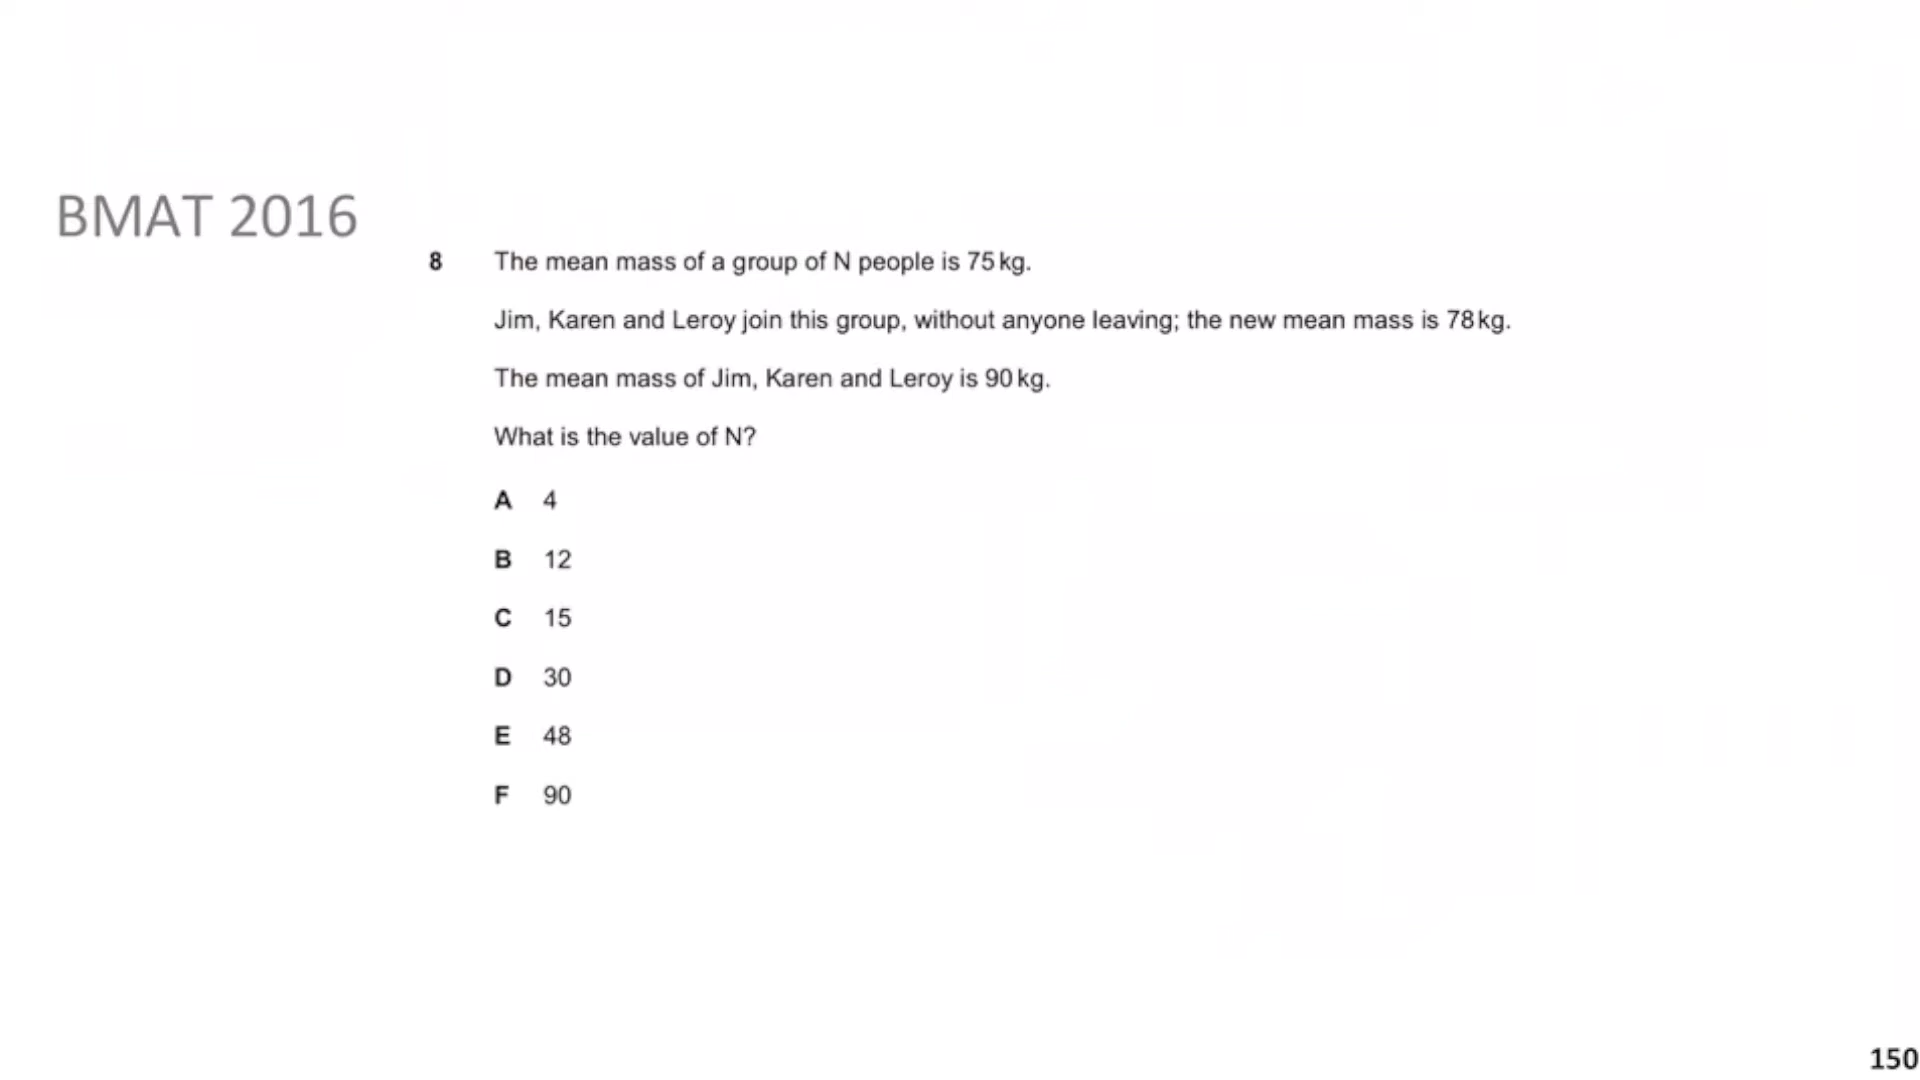 BMAT 2016
8 The mean mass of a group of N people is 75 kg.
Jim, Karen and Leroy join this group, without anyone leaving; the new mean mass is 78 kg.
The mean mass of Jim, Karen and Leroy is 90 kg.
What is the value of N?
A 4
B 12
C 15
D 30
E 48
F 90
150